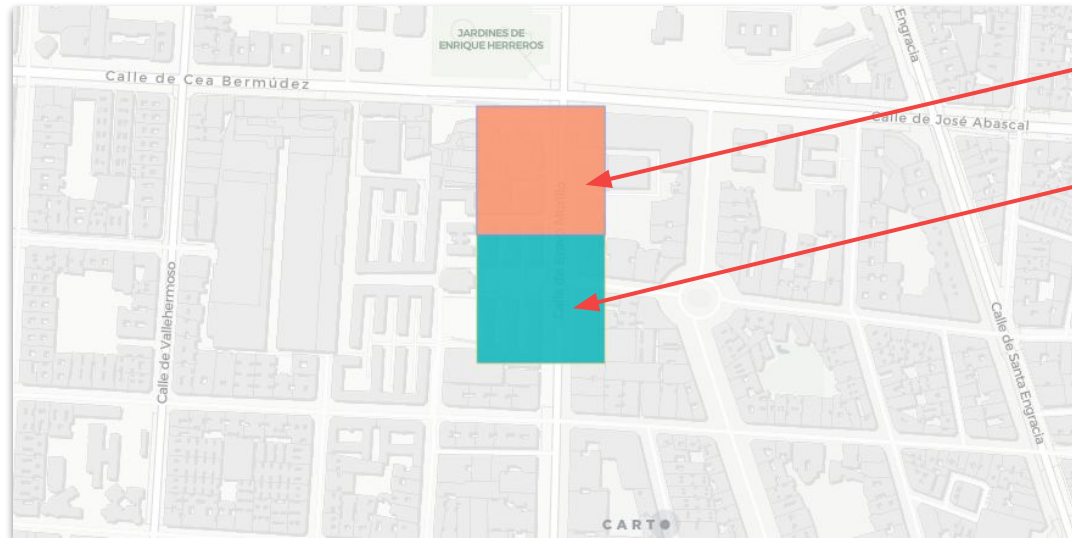 JARDINES DE
ENRIQUE HERREROS
Engracia
Calle de Cea Bermúdez
Calle de José Abascal
Calle de Vallehermoso
Calle de Santa Engracia
CARTO